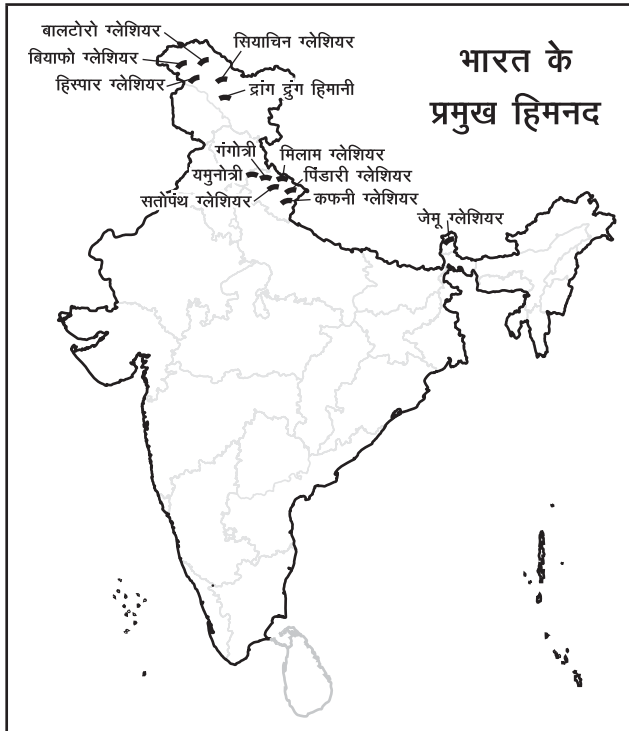 भारत के
प्रमुख हिमनद
बालटोरो ग्लेशियर
बियाफो ग्लेशियर
हिस्पार ग्लेशियर
सियाचिन ग्लेशियर
द्रांग द्रुंग हिमानी
गंगोत्री
यमुनोत्री
सतोपंथ ग्लेशियर
मिलाम ग्लेशियर
पिंडारी ग्लेशियर
कफनी ग्लेशियर
जेमू ग्लेशियर